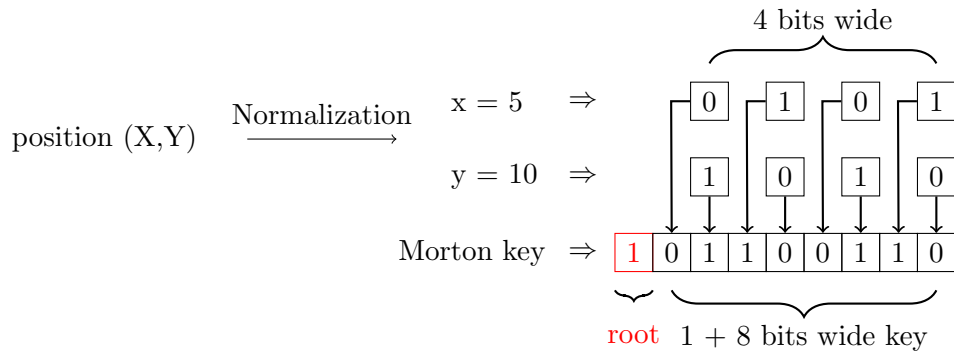 4 bits wide
x = 5 ⇒ 0 1 0 1
position (X,Y) Normalization
y = 10 ⇒ 1 0 1 0
Morton key ⇒ 1 0 1 1 0 0 1 1 0
root 1 + 8 bits wide key